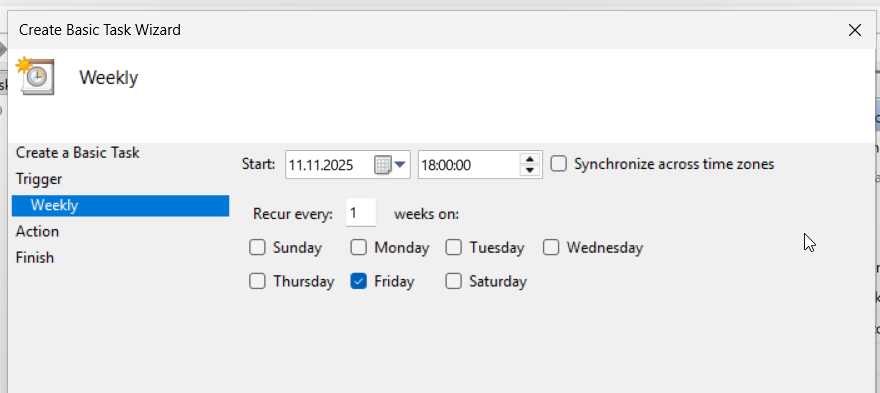 Create Basic Task Wizard
Weekly
Create a Basic Task
Trigger
Weekly
Action
Finish
Start: 11.11.2025 18:00:00 Synchronize across time zones
Recur every: 1 weeks on:
Sunday Monday Tuesday Wednesday
Thursday Friday Saturday